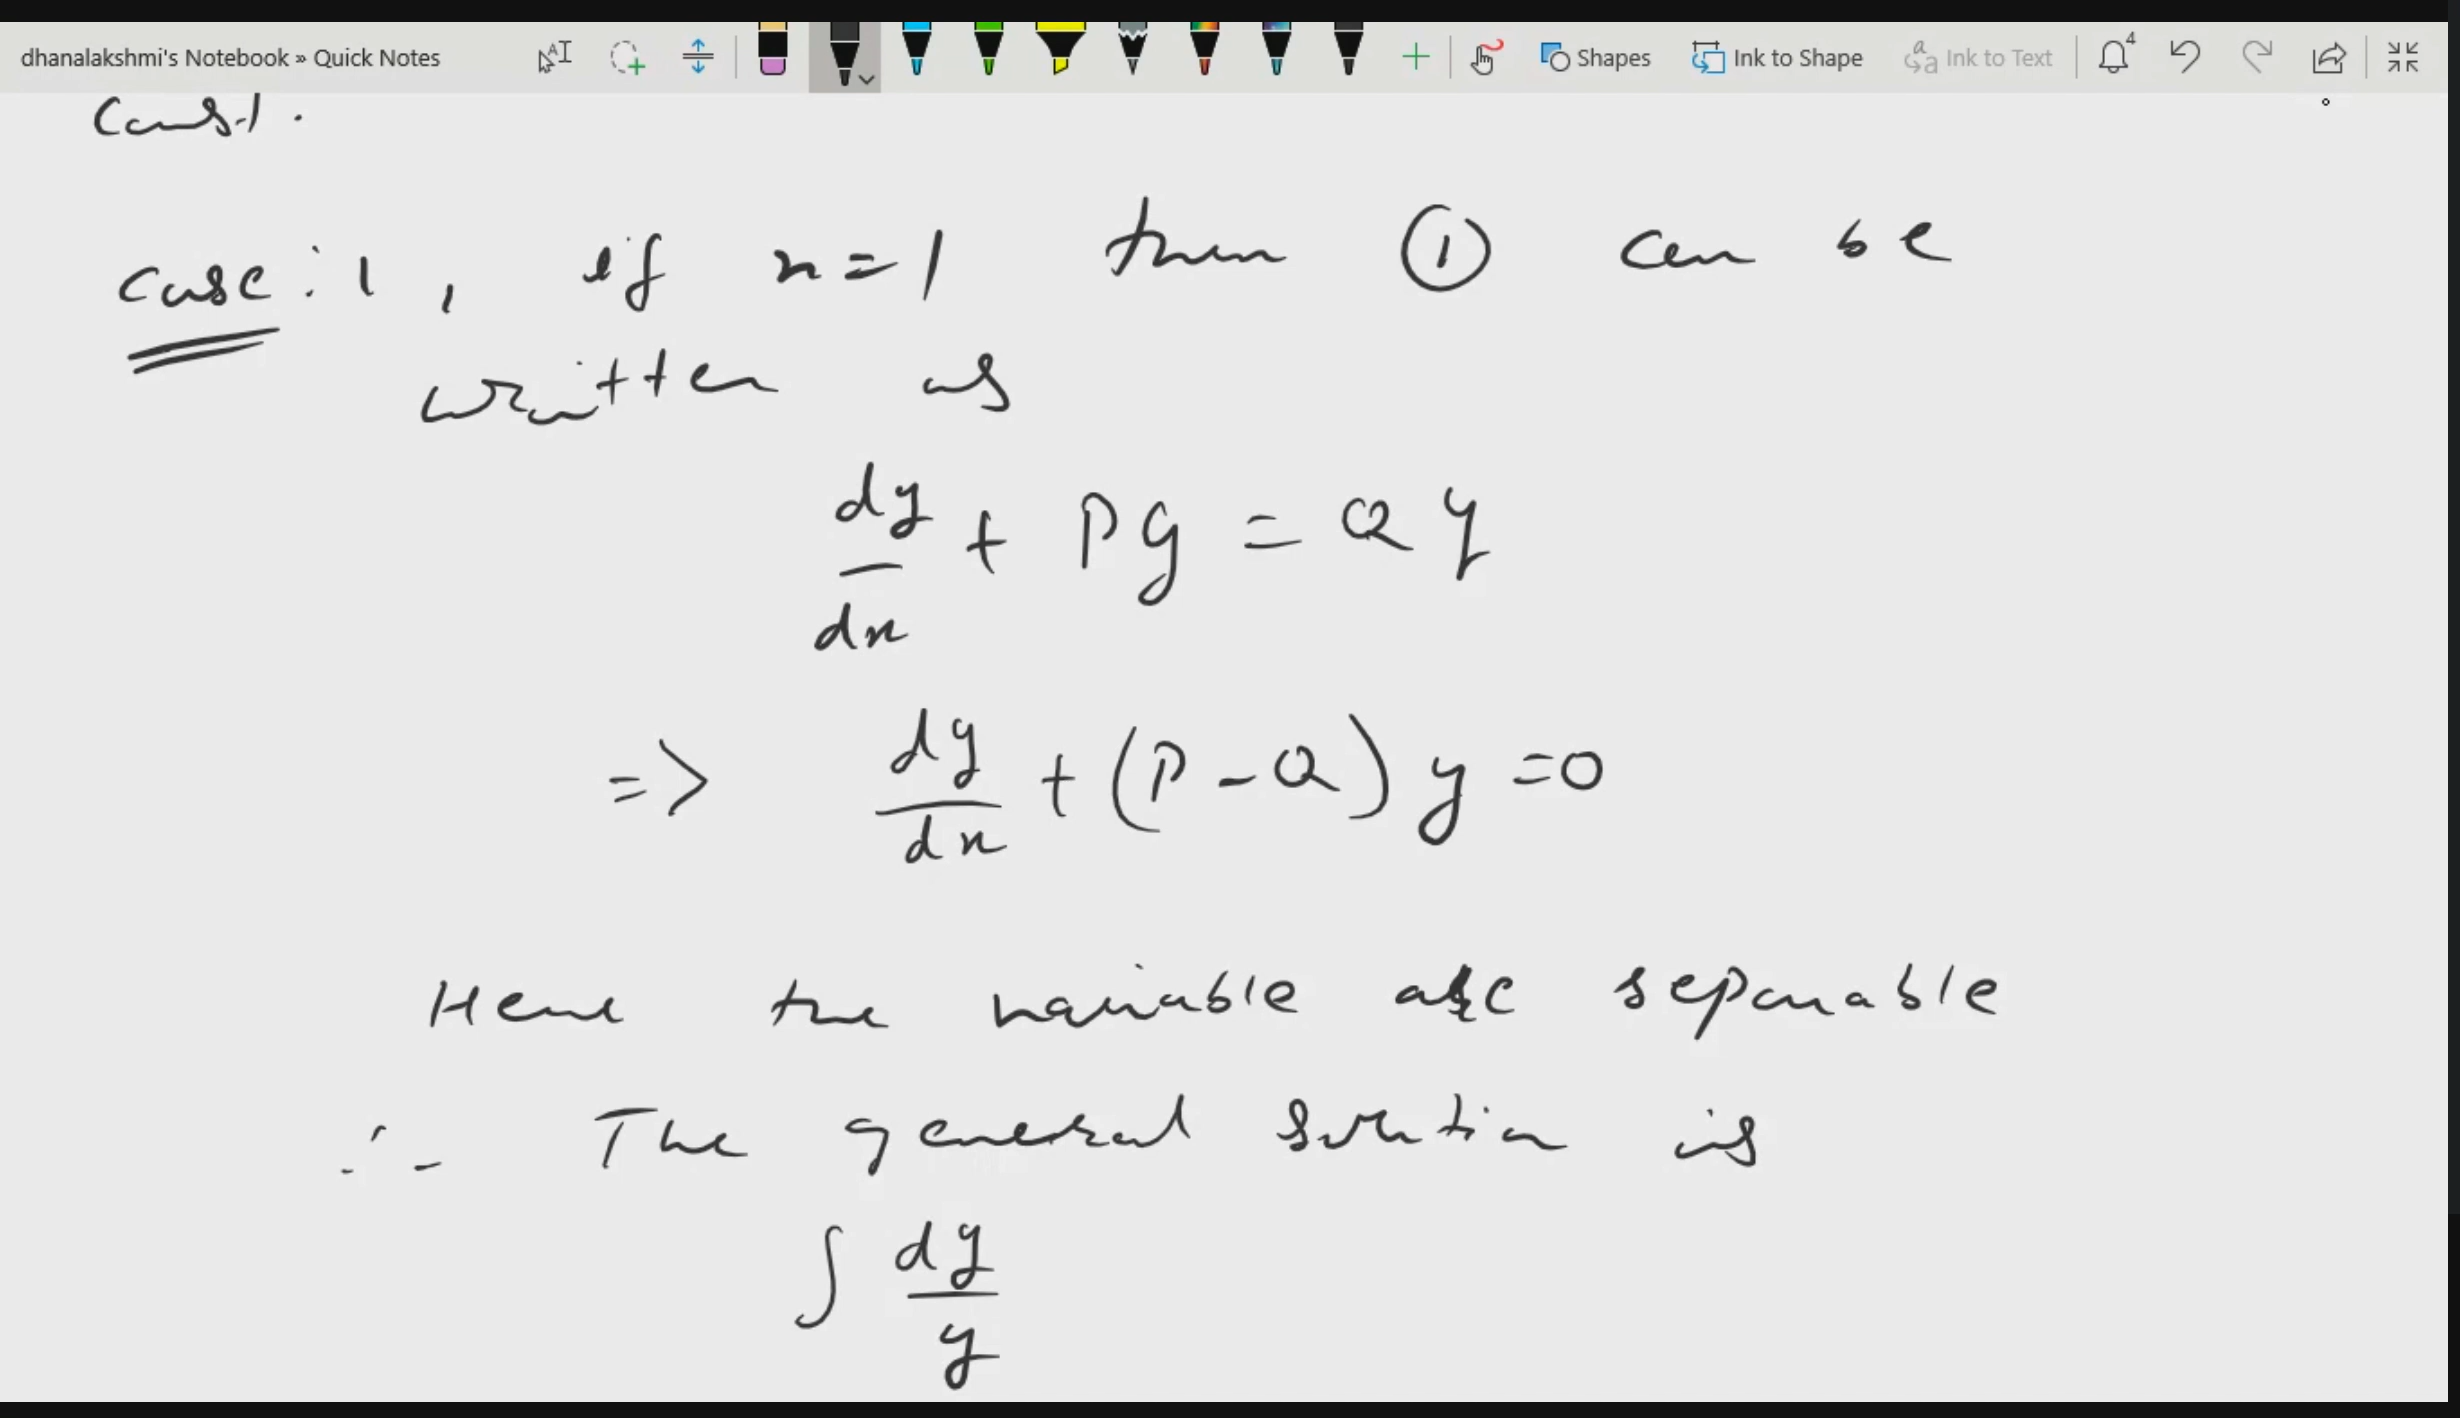 dhanalakshmi's Notebook » Quick Notes Shapes Ink to Shape Ink to Text 4
const.
case: 1, if n=1 then ① can be
written as
dy/dx + Py = Qy
=> dy/dx + (P-Q) y =0
Here the variable are separable
∴ The general solution is
∫ dy/y